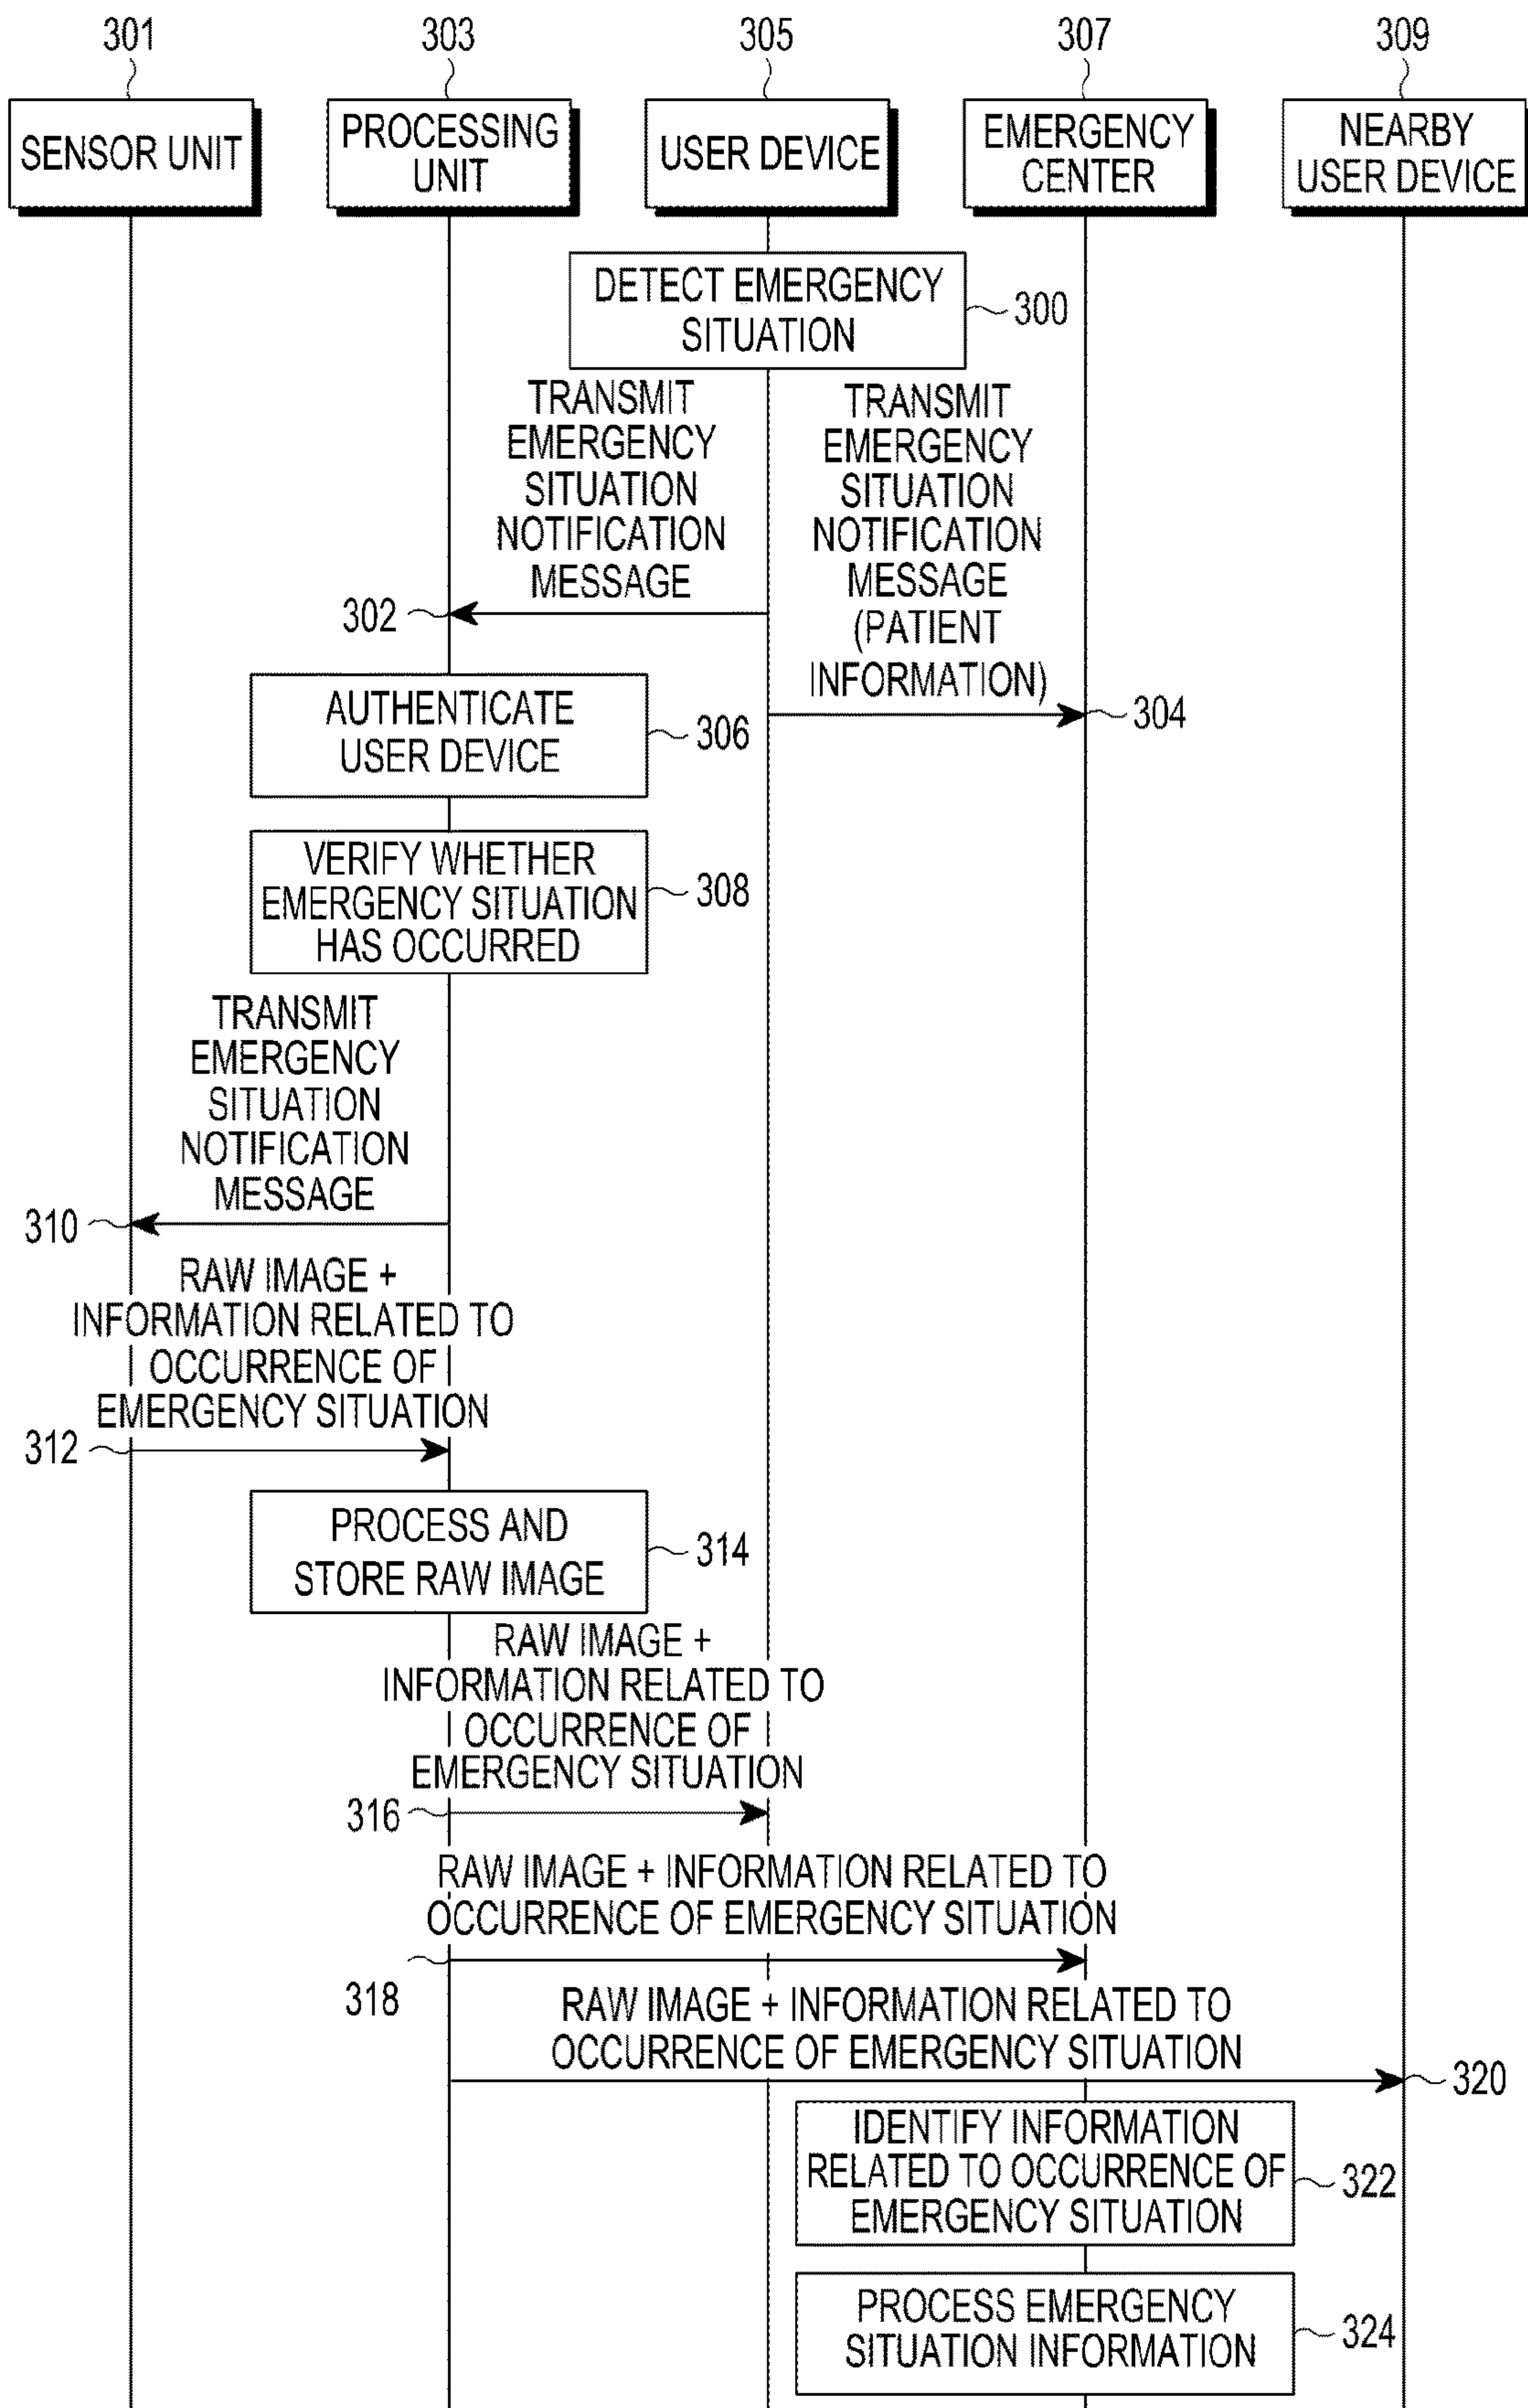 301
303
305
307
309
SENSOR UNIT
PROCESSING
UNIT
USER DEVICE
EMERGENCY
CENTER
NEARBY
USER DEVICE
DETECT EMERGENCY
SITUATION
300
TRANSMIT
EMERGENCY
SITUATION
NOTIFICATION
MESSAGE
302
TRANSMIT
EMERGENCY
SITUATION
NOTIFICATION
MESSAGE
(PATIENT
INFORMATION)
304
AUTHENTICATE
USER DEVICE
306
VERIFY WHETHER
EMERGENCY SITUATION
HAS OCCURRED
308
TRANSMIT
EMERGENCY
SITUATION
NOTIFICATION
MESSAGE
310
RAW IMAGE +
INFORMATION RELATED TO
OCCURRENCE OF
EMERGENCY SITUATION
312
PROCESS AND
STORE RAW IMAGE
314
RAW IMAGE +
INFORMATION RELATED TO
OCCURRENCE OF
EMERGENCY SITUATION
316
RAW IMAGE + INFORMATION RELATED TO
OCCURRENCE OF EMERGENCY SITUATION
318
RAW IMAGE + INFORMATION RELATED TO
OCCURRENCE OF EMERGENCY SITUATION
320
IDENTIFY INFORMATION
RELATED TO OCCURRENCE OF
EMERGENCY SITUATION
322
PROCESS EMERGENCY
SITUATION INFORMATION
324